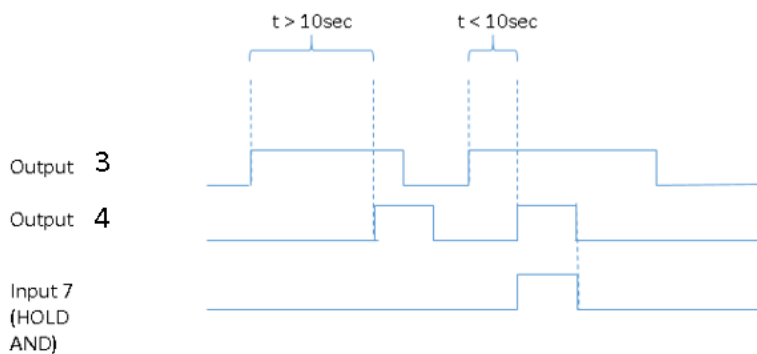 t > 10sec
t < 10sec
Output 3
Output 4
Input 7
(HOLD
AND)